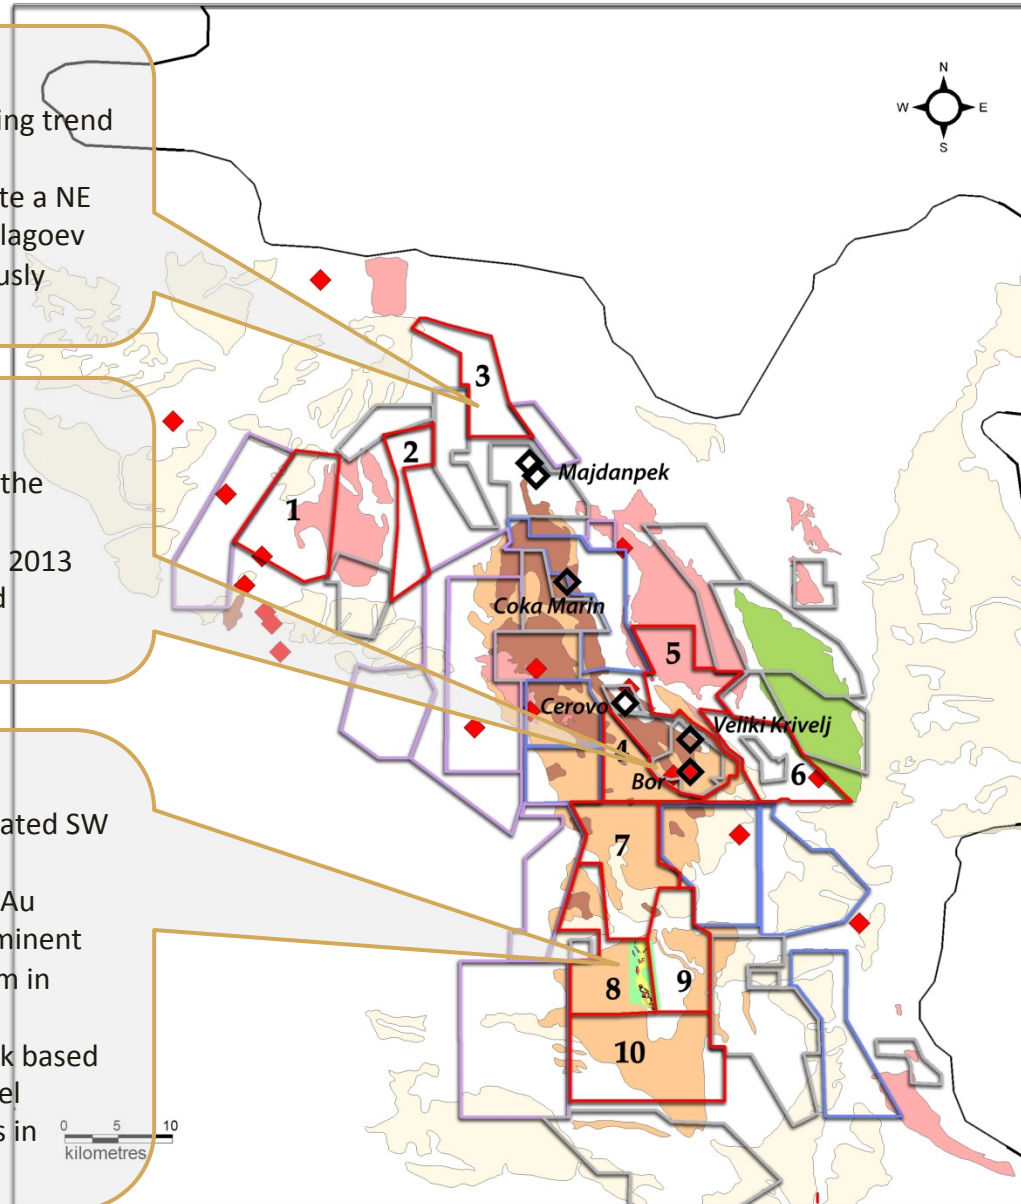 ing trend
te a NE
lagoev
usly
the
2013
d
ated SW
Au
minent
m in
k based
el
s in
N
W E
S
3
2
1
Majdanpek
Coka Marin
5
Cerovo
Veliki Krivelj
4
6
Bor
7
8
9
10
0 5 10
kilometres